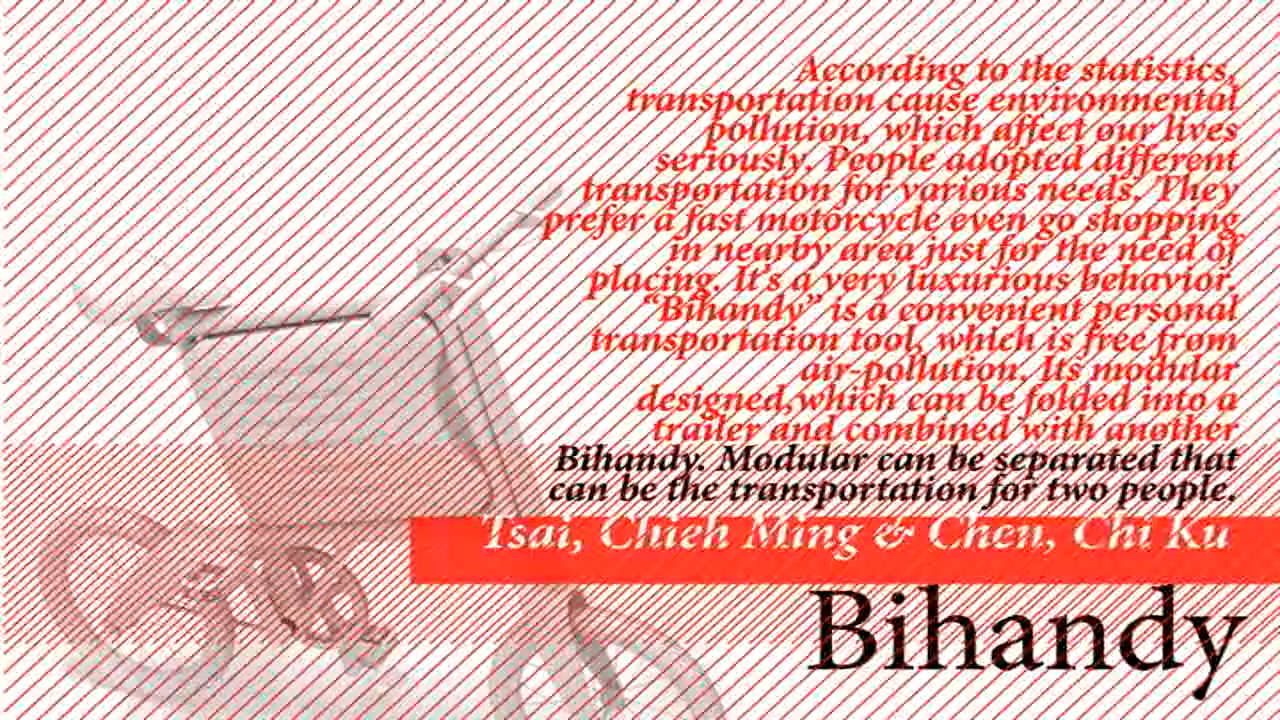 According to the statistics,
transportation cause environmental
pollution, which affect our lives
seriously. People adopted different
transportation for various needs. They
prefer a fast motorcycle even go shopping
in nearby area just for the need of
placing. It's a very luxurious behavior.
“Bihandy” is a convenient personal
transportation tool, which is free from
air-pollution. Its modular
designed,which can be folded into a
trailer and combined with another
Bihandy. Modular can be separated that
can be the transportation for two people.
Tsai, Chieh Ming & Chen, Chi Ku
Bihandy